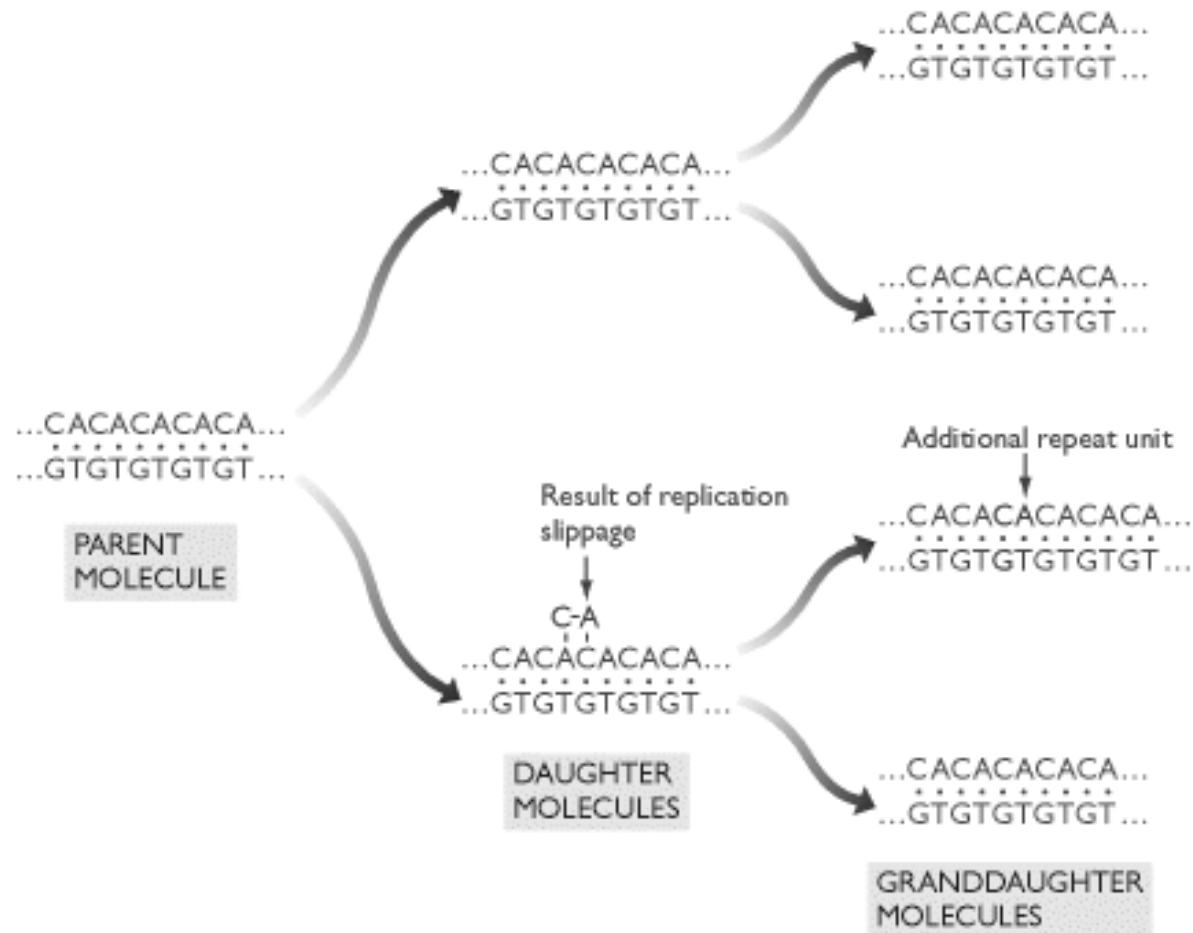 ...CACACACACA...
...GTGTGTGTGT...
...CACACACACA...
...GTGTGTGTGT...
...CACACACACA...
...GTGTGTGTGT...
...CACACACACA...
...GTGTGTGTGT...
PARENT
MOLECULE
Result of replication
slippage
C-A
...CACACACACA...
...GTGTGTGTGT...
DAUGHTER
MOLECULES
Additional repeat unit
...CACACACACACA...
...GTGTGTGTGTGT...
...CACACACACA...
...GTGTGTGTGT...
GRANDDAUGHTER
MOLECULES